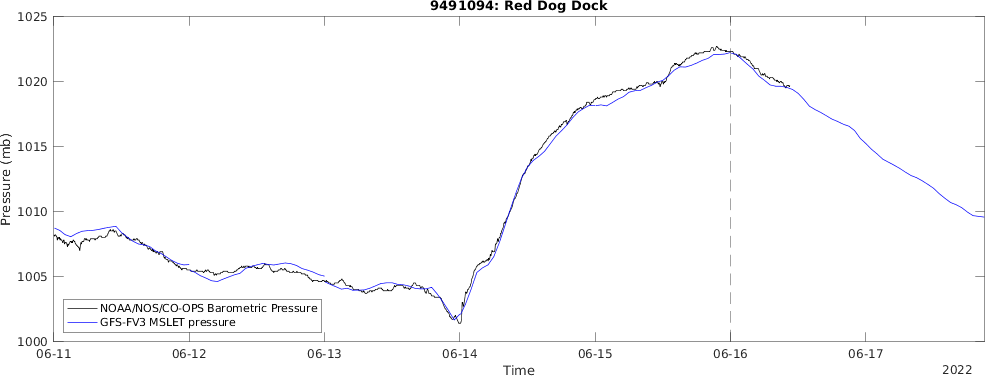 9491094: Red Dog Dock
1025
1020
1015
1010
1005
1000
Pressure (mb)
NOAA/NOS/CO-OPS Barometric Pressure
GFS-FV3 MSLET pressure
06-11 06-12 06-13 06-14 06-15 06-16 06-17
Time
2022